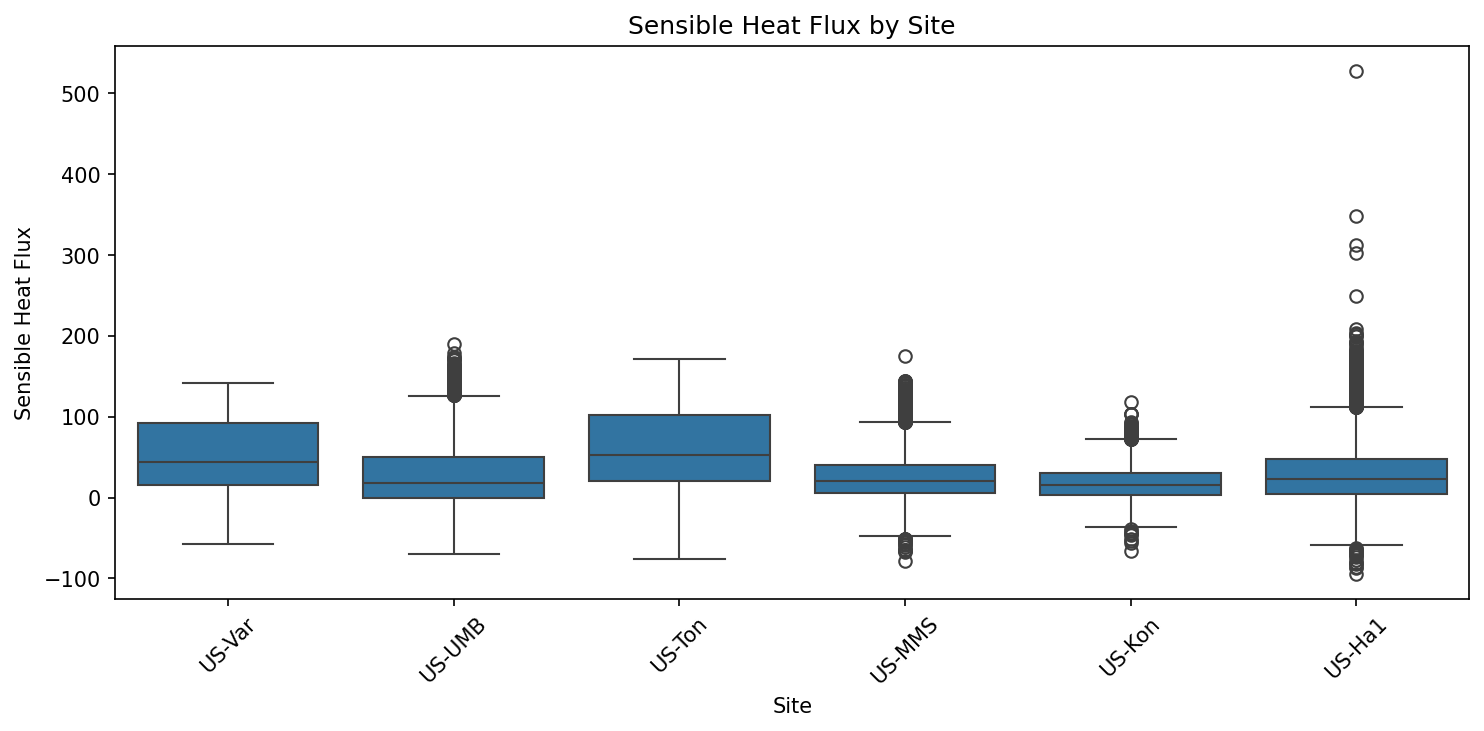 Sensible Heat Flux by Site
Sensible Heat Flux
500
400
300
200
100
0
−100
US-Var
US-UMB
US-Ton
US-MMS
US-Kon
US-Ha1
Site